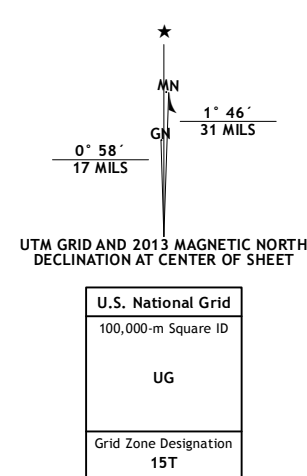 ★
MN
1° 46´
31 MILS
GN
0° 58´
17 MILS
UTM GRID AND 2013 MAGNETIC NORTH
DECLINATION AT CENTER OF SHEET
U.S. National Grid
100,000-m Square ID
UG
Grid Zone Designation
15T